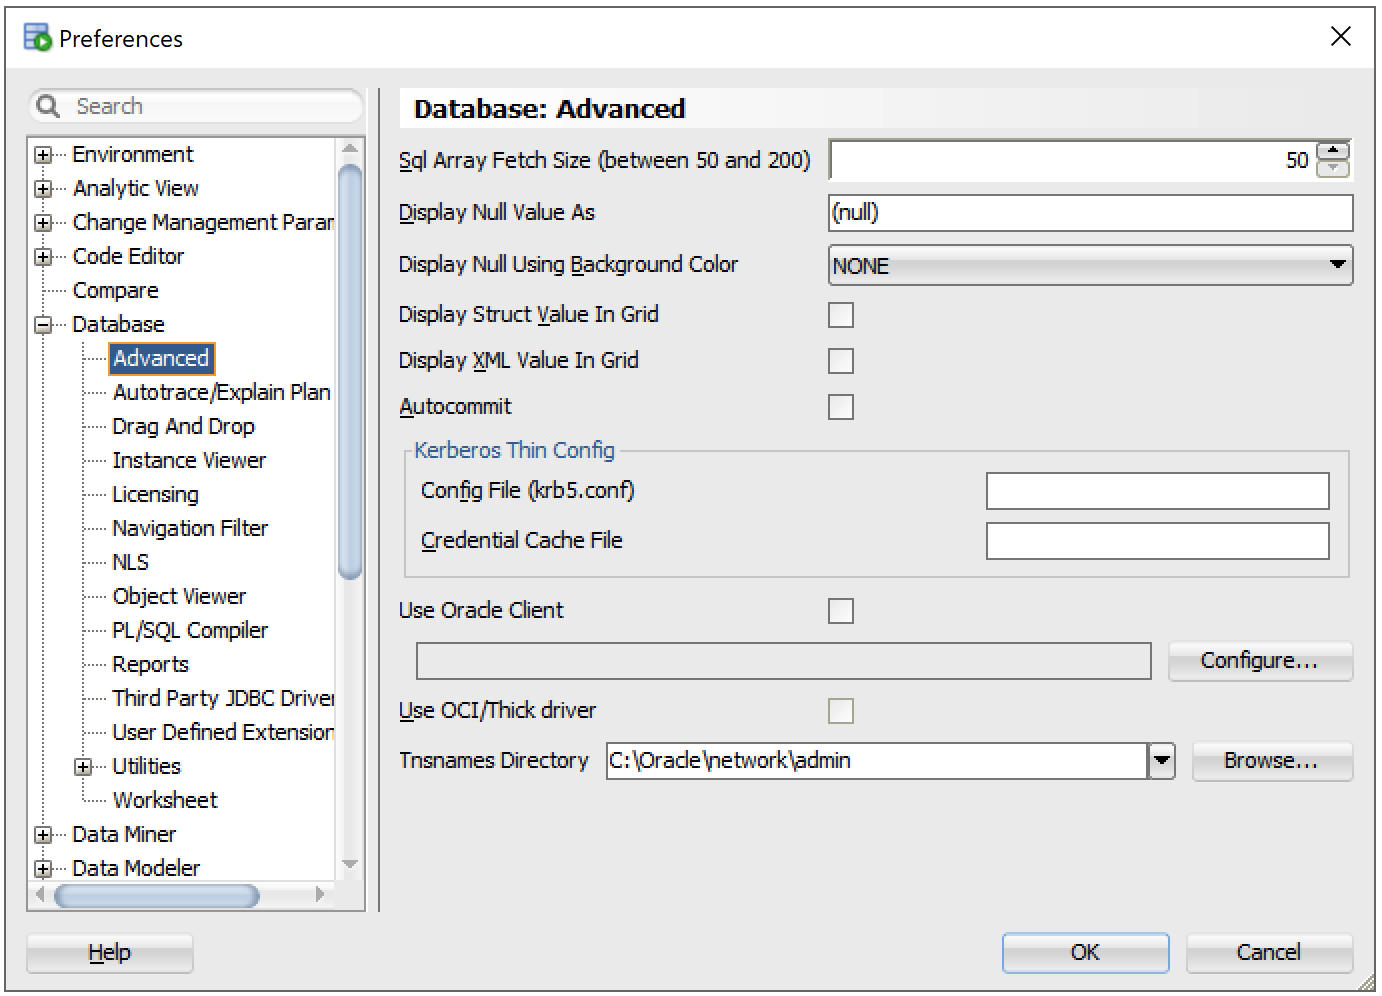 Preferences
Search
Environment
Analytic View
Change Management Param
Code Editor
Compare
Database
Advanced
Autotrace/Explain Plan
Drag And Drop
Instance Viewer
Licensing
Navigation Filter
NLS
Object Viewer
PL/SQL Compiler
Reports
Third Party JDBC Driver
User Defined Extension
Utilities
Worksheet
Data Miner
Data Modeler
Database: Advanced
Sql Array Fetch Size (between 50 and 200) 50
Display Null Value As (null)
Display Null Using Background Color NONE
Display Struct Value In Grid
Display XML Value In Grid
Autocommit
Kerberos Thin Config
Config File (krb5.conf)
Credential Cache File
Use Oracle Client
Configure...
Use OCI/Thick driver
Tnsnames Directory C:\Oracle\network\admin Browse...
Help OK Cancel